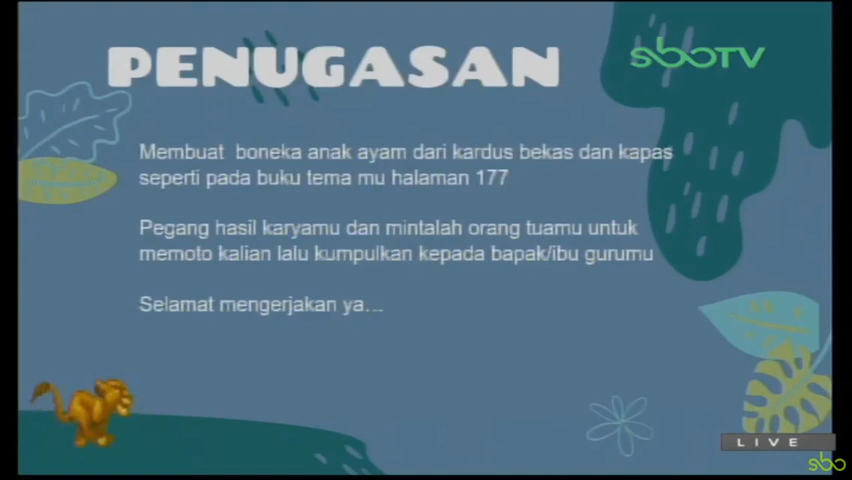 PENUGASAN
sboTV
Membuat boneka anak ayam dari kardus bekas dan kapas
seperti pada buku tema mu halaman 177
Pegang hasil karyamu dan mintalah orang tuamu untuk
memoto kalian lalu kumpulkan kepada bapak/ibu gurumu
Selamat mengerjakan ya...
LIVE
sbo